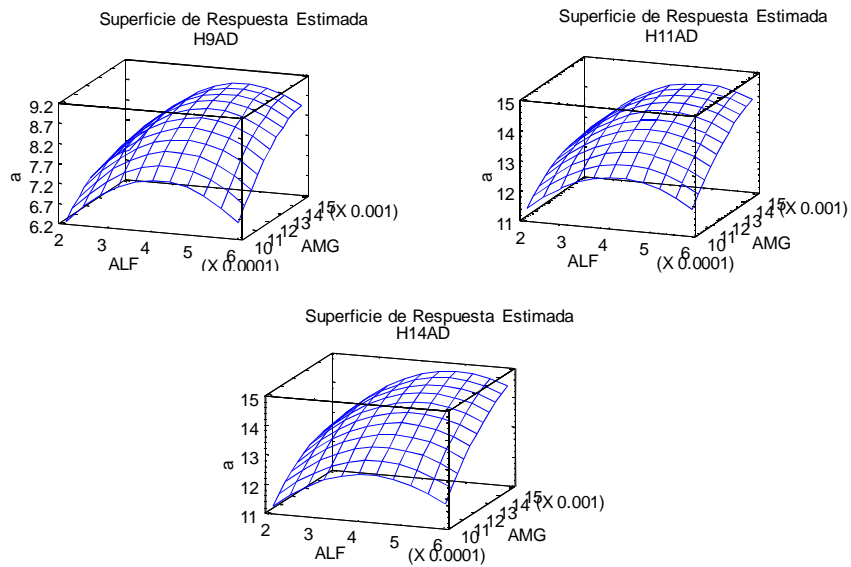 Superficie de Respuesta Estimada
H9AD
a
9.2
8.7
8.2
7.7
7.2
6.7
6.2
2 3 4 5 6
(X 0.0001)
ALF
10 11 12 13 14 15
(X 0.001)
AMG
Superficie de Respuesta Estimada
H11AD
a
15
14
13
12
11
2 3 4 5 6
(X 0.0001)
ALF
10 11 12 13 14 15
(X 0.001)
AMG
Superficie de Respuesta Estimada
H14AD
a
15
14
13
12
11
2 3 4 5 6
(X 0.0001)
ALF
10 11 12 13 14 15
(X 0.001)
AMG